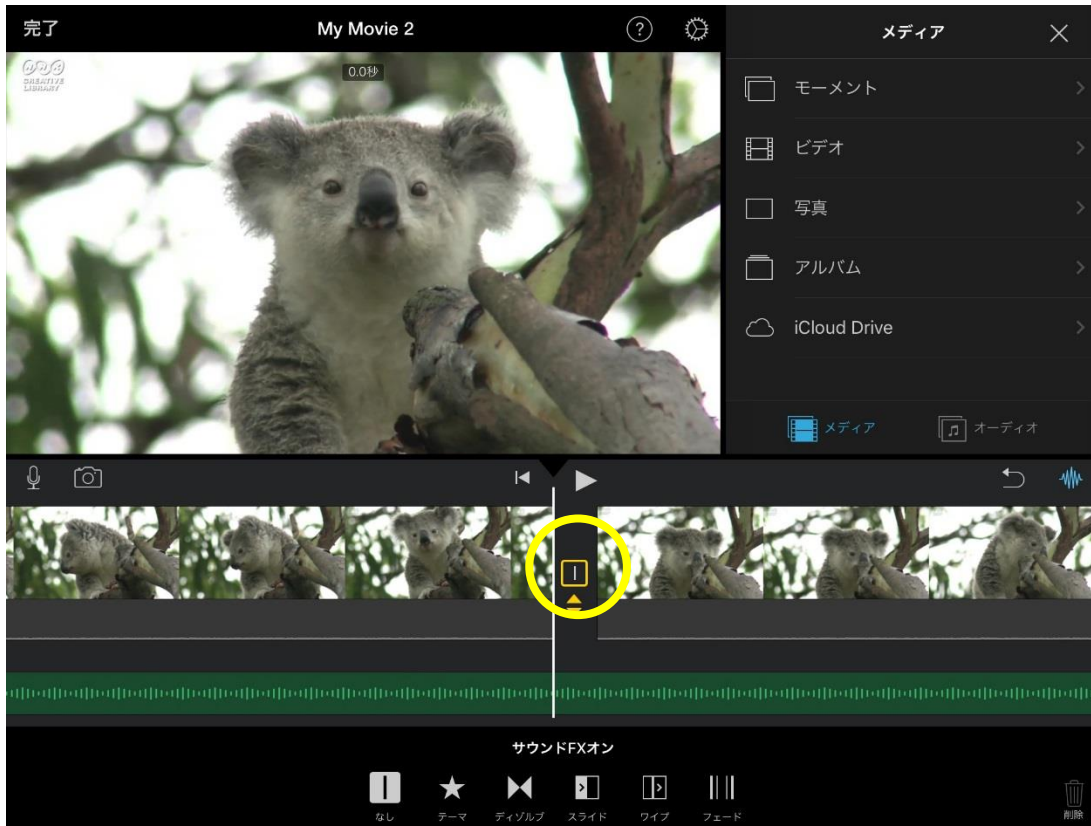 完了
My Movie 2
?
メディア
NHK
CREATIVE
LIBRARY
0.0秒
モーメント
ビデオ
写真
アルバム
iCloud Drive
メディア
オーディオ
サウンドFXオン
なし
テーマ
ディゾルブ
スライド
ワイプ
フェード
削除